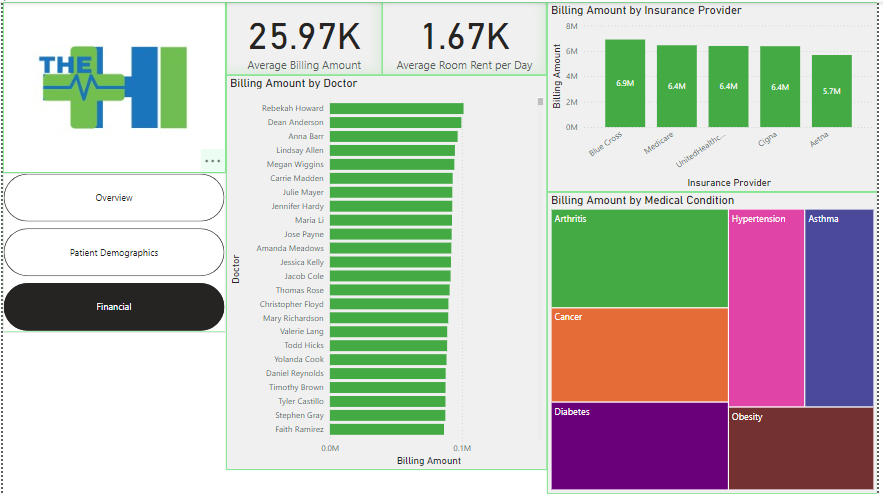 THE
...
Overview
Patient Demographics
Financial
25.97K
Average Billing Amount
1.67K
Average Room Rent per Day
Billing Amount by Doctor
Doctor
Rebekah Howard
Dean Anderson
Anna Barr
Lindsay Allen
Megan Wiggins
Carrie Madden
Julie Mayer
Jennifer Hardy
Maria Li
Jose Payne
Amanda Meadows
Jessica Kelly
Jacob Cole
Thomas Rose
Christopher Floyd
Mary Richardson
Valerie Lang
Todd Hicks
Yolanda Cook
Daniel Reynolds
Timothy Brown
Tyler Castillo
Stephen Gray
Faith Ramirez
0.0M 0.1M
Billing Amount
Billing Amount by Insurance Provider
Billing Amount
8M
6M
4M
2M
0M
6.9M 6.4M 6.4M 6.4M 5.7M
Blue Cross Medicare UnitedHealthc... Cigna Aetna
Insurance Provider
Billing Amount by Medical Condition
Arthritis
Cancer
Diabetes
Hypertension
Asthma
Obesity